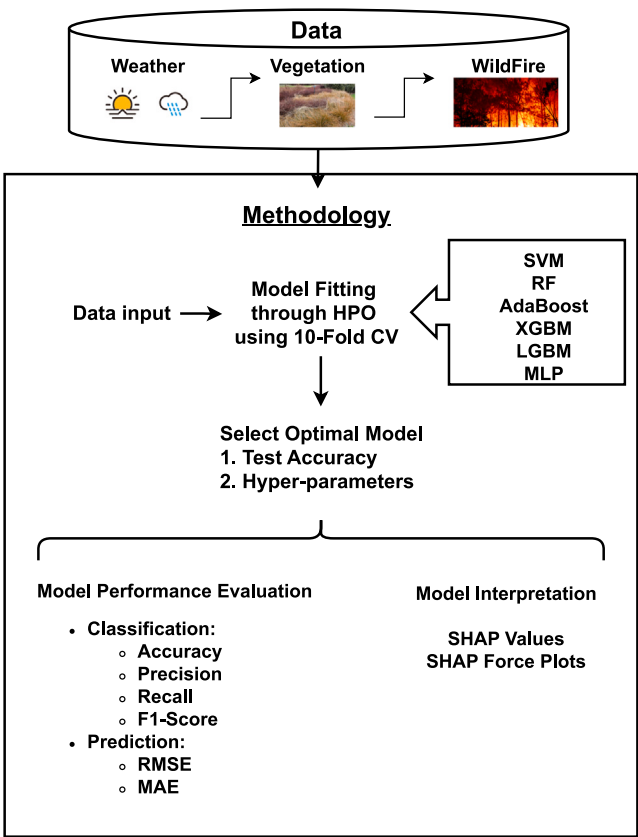 Data
Weather
Vegetation
WildFire
Methodology
Data input
Model Fitting
through HPO
using 10-Fold CV
SVM
RF
AdaBoost
XGBM
LGBM
MLP
Select Optimal Model
1. Test Accuracy
2. Hyper-parameters
Model Performance Evaluation
• Classification:
◦ Accuracy
◦ Precision
◦ Recall
◦ F1-Score
• Prediction:
◦ RMSE
◦ MAE
Model Interpretation
SHAP Values
SHAP Force Plots